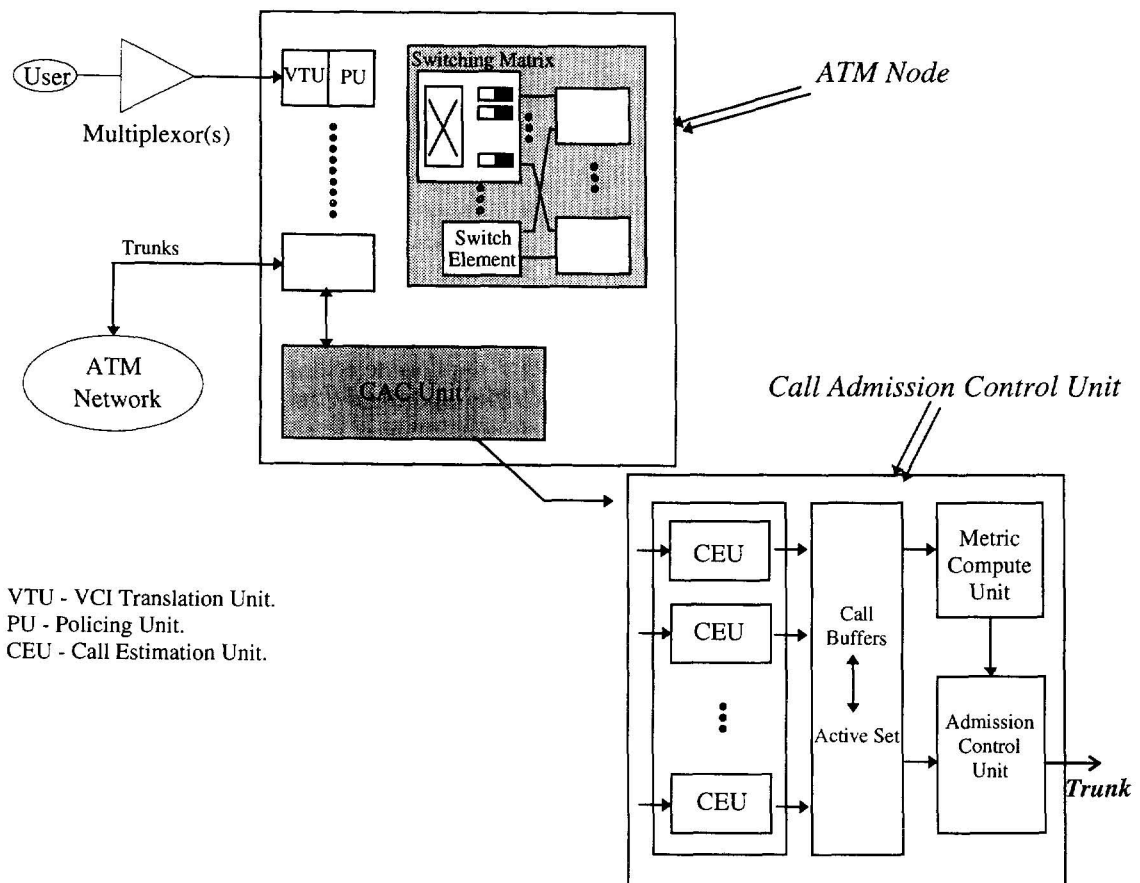 User
Multiplexor(s)
VTU
PU
Switching Matrix
Switch
Element
ATM Node
Trunks
ATM
Network
CAC Unit
Call Admission Control Unit
VTU - VCI Translation Unit.
PU - Policing Unit.
CEU - Call Estimation Unit.
CEU
CEU
CEU
Call
Buffers
Active Set
Metric
Compute
Unit
Admission
Control
Unit
Trunk